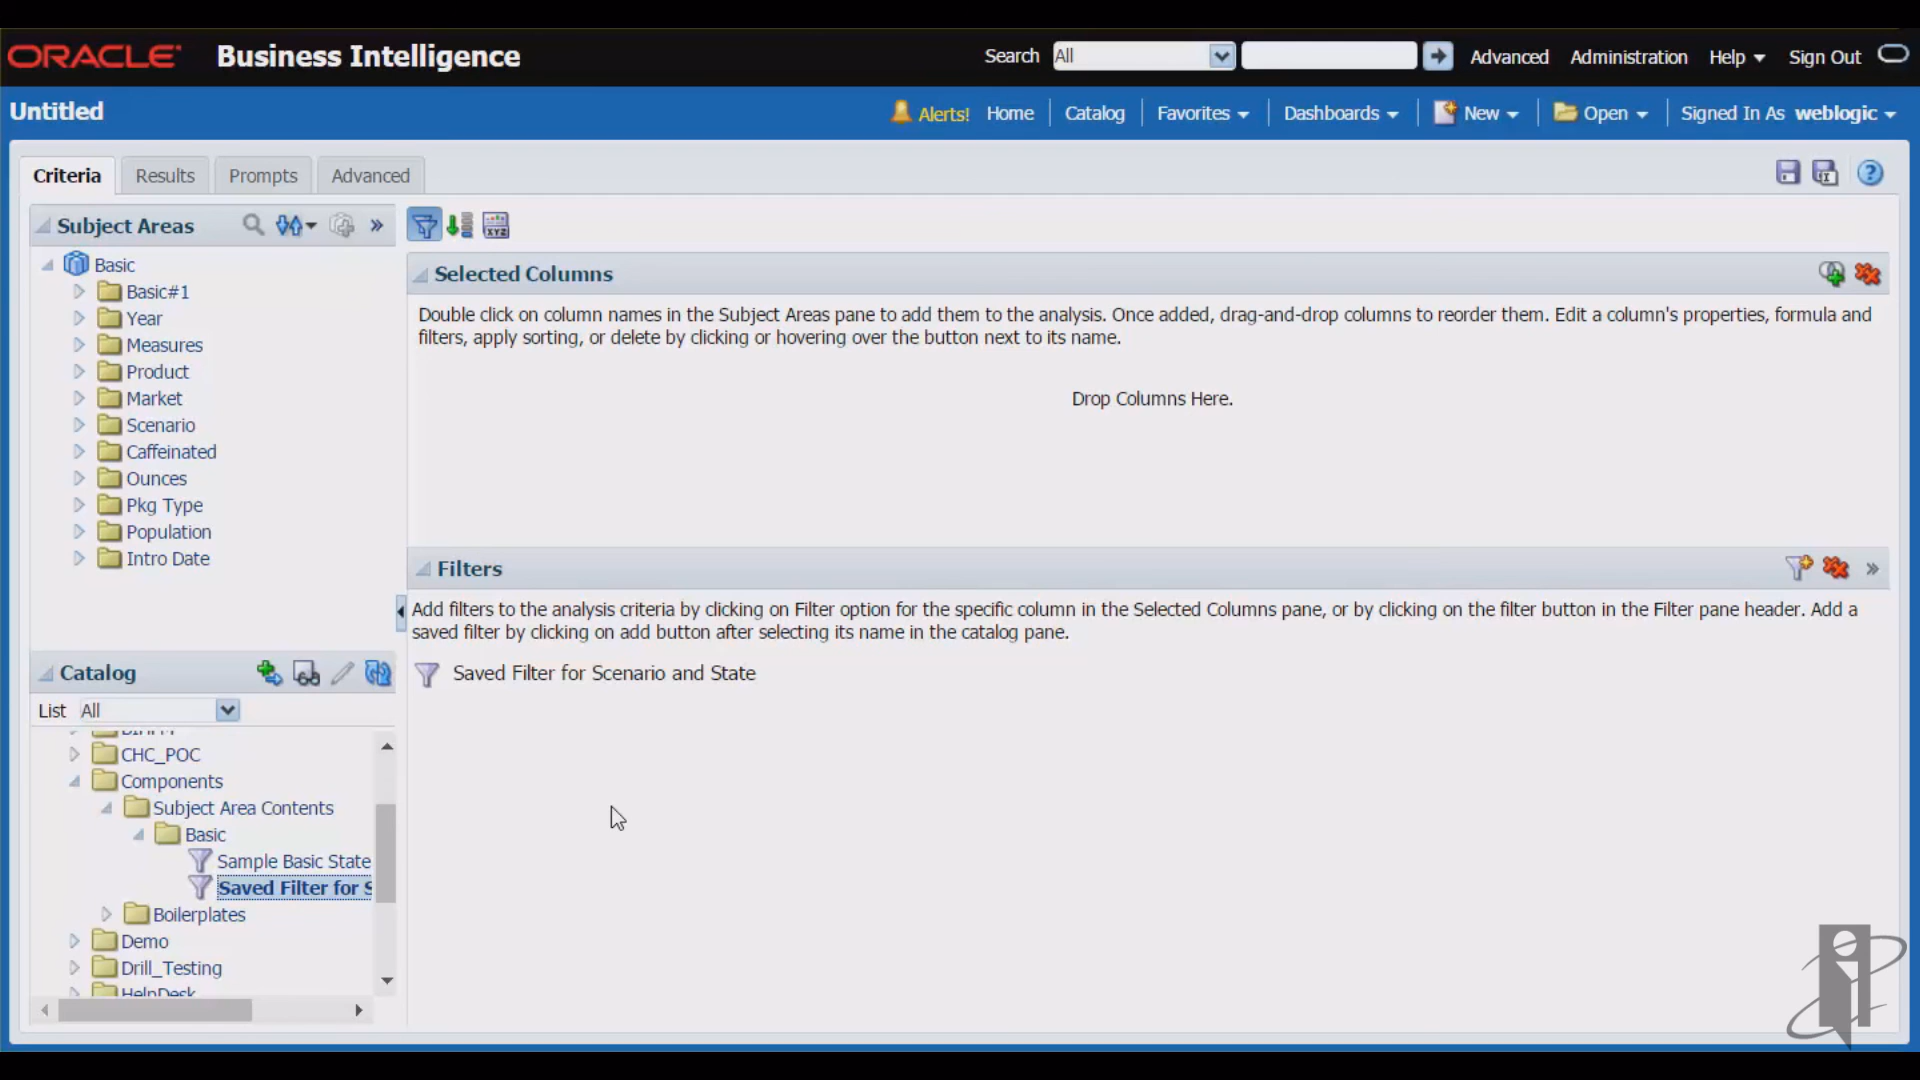 ORACLE Business Intelligence
Search All Advanced Administration Help Sign Out
Untitled
Alerts! Home Catalog Favorites Dashboards New Open Signed In As weblogic
Criteria Results Prompts Advanced
Subject Areas
Basic
Basic#1
Year
Measures
Product
Market
Scenario
Caffeinated
Ounces
Pkg Type
Population
Intro Date
XYZ
Selected Columns
Double click on column names in the Subject Areas pane to add them to the analysis. Once added, drag-and-drop columns to reorder them. Edit a column's properties, formula and
filters, apply sorting, or delete by clicking or hovering over the button next to its name.
Drop Columns Here.
Filters
Add filters to the analysis criteria by clicking on Filter option for the specific column in the Selected Columns pane, or by clicking on the filter button in the Filter pane header. Add a
saved filter by clicking on add button after selecting its name in the catalog pane.
Saved Filter for Scenario and State
Catalog
List All
CHC_POC
Components
Subject Area Contents
Basic
Sample Basic State
Saved Filter for S
Boilerplates
Demo
Drill_Testing
HelpDesk